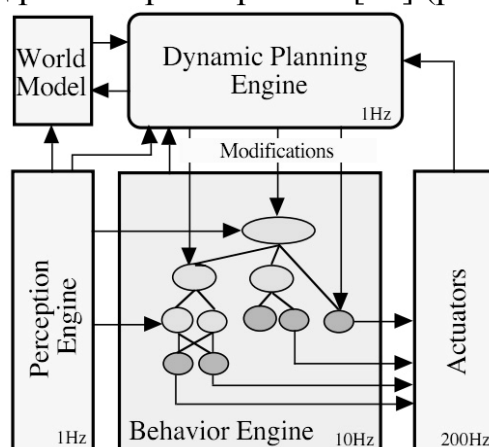 World
Model
Dynamic Planning
Engine
1Hz
Modifications
Perception
Engine
1Hz
Behavior Engine
10Hz
Actuators
200Hz